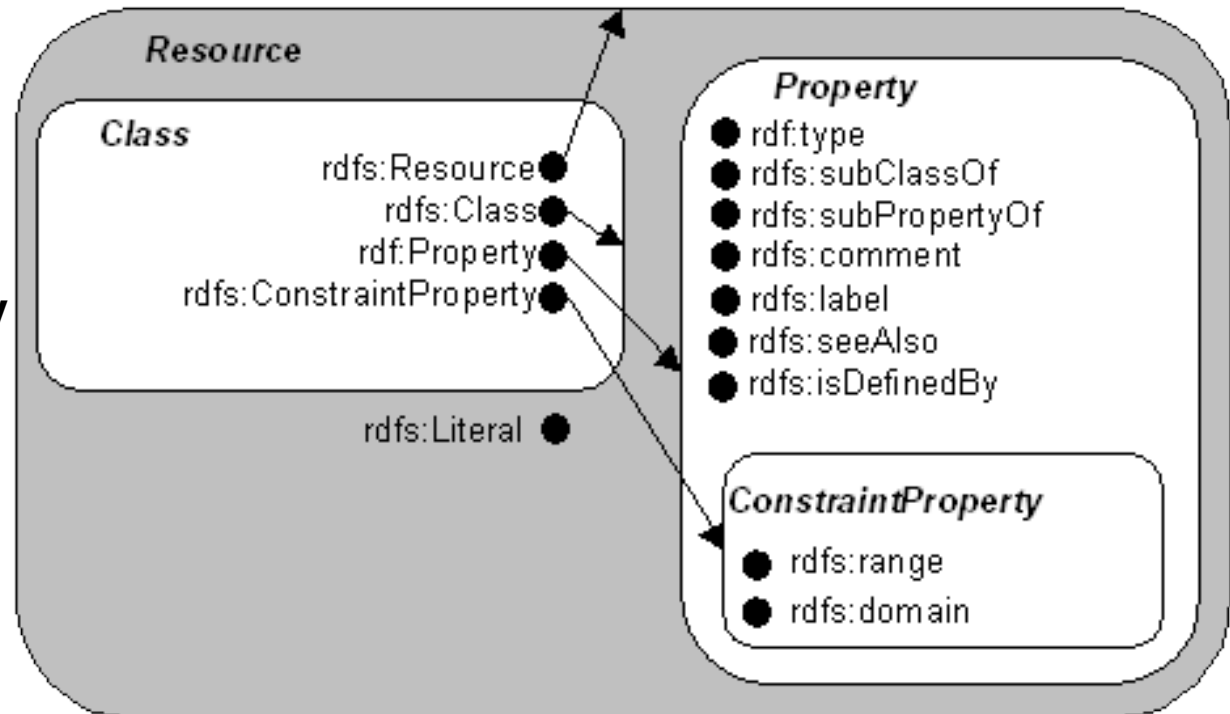 Resource
Class
rdfs:Resource
rdfs:Class
rdf:Property
rdfs:ConstraintProperty
rdfs:Literal
Property
rdf:type
rdfs:subClassOf
rdfs:subPropertyOf
rdfs:comment
rdfs:label
rdfs:seeAlso
rdfs:isDefinedBy
ConstraintProperty
rdfs:range
rdfs:domain